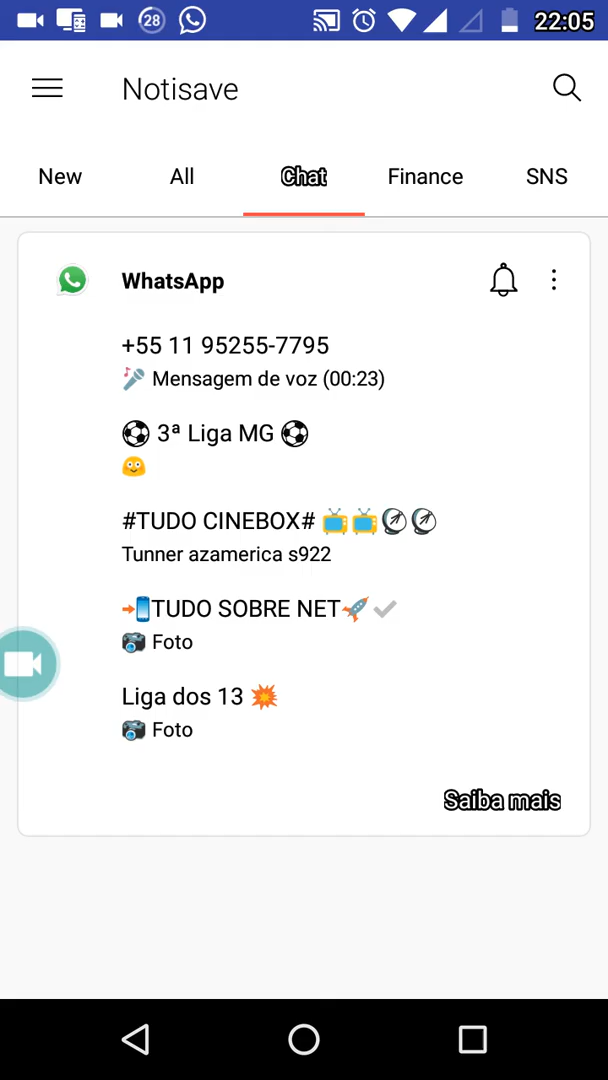 28 22:05
Notisave
New All Chat Finance SNS
WhatsApp
+55 11 95255-7795
🎤 Mensagem de voz (00:23)
⚽ 3ª Liga MG ⚽
🙂
#TUDO CINEBOX# 📺📺📡📡
Tunner azamerica s922
📲TUDO SOBRE NET🚀✔
📷 Foto
Liga dos 13 💥
📷 Foto
Saiba mais